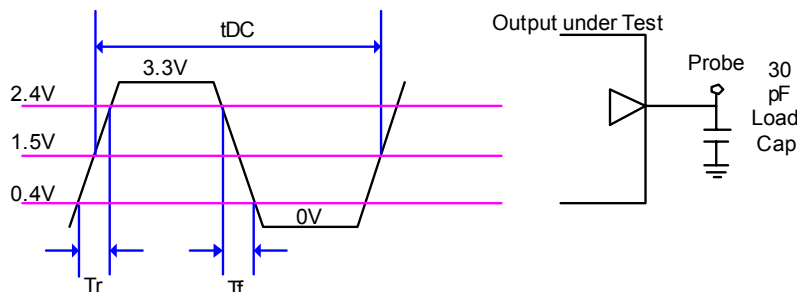 tDC
Output under Test
3.3V
Probe
30
pF
Load
Cap
2.4V
1.5V
0.4V
0V
Tr
Tf